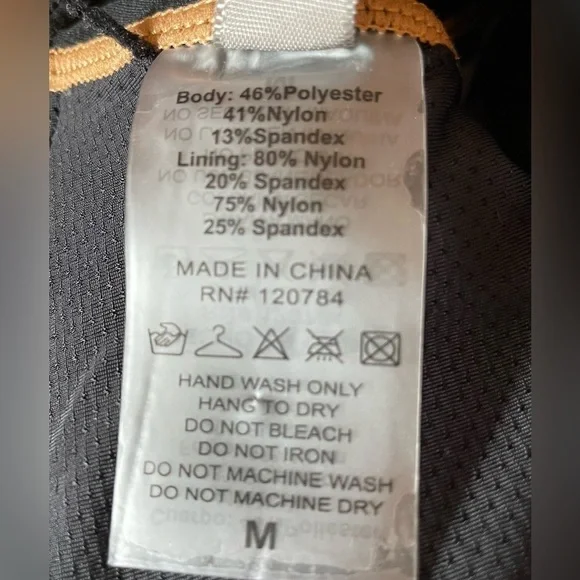 Body: 46%Polyester
41%Nylon
13%Spandex
Lining: 80% Nylon
20% Spandex
75% Nylon
25% Spandex
MADE IN CHINA
RN# 120784
HAND WASH ONLY
HANG TO DRY
DO NOT BLEACH
DO NOT IRON
DO NOT MACHINE WASH
DO NOT MACHINE DRY
M